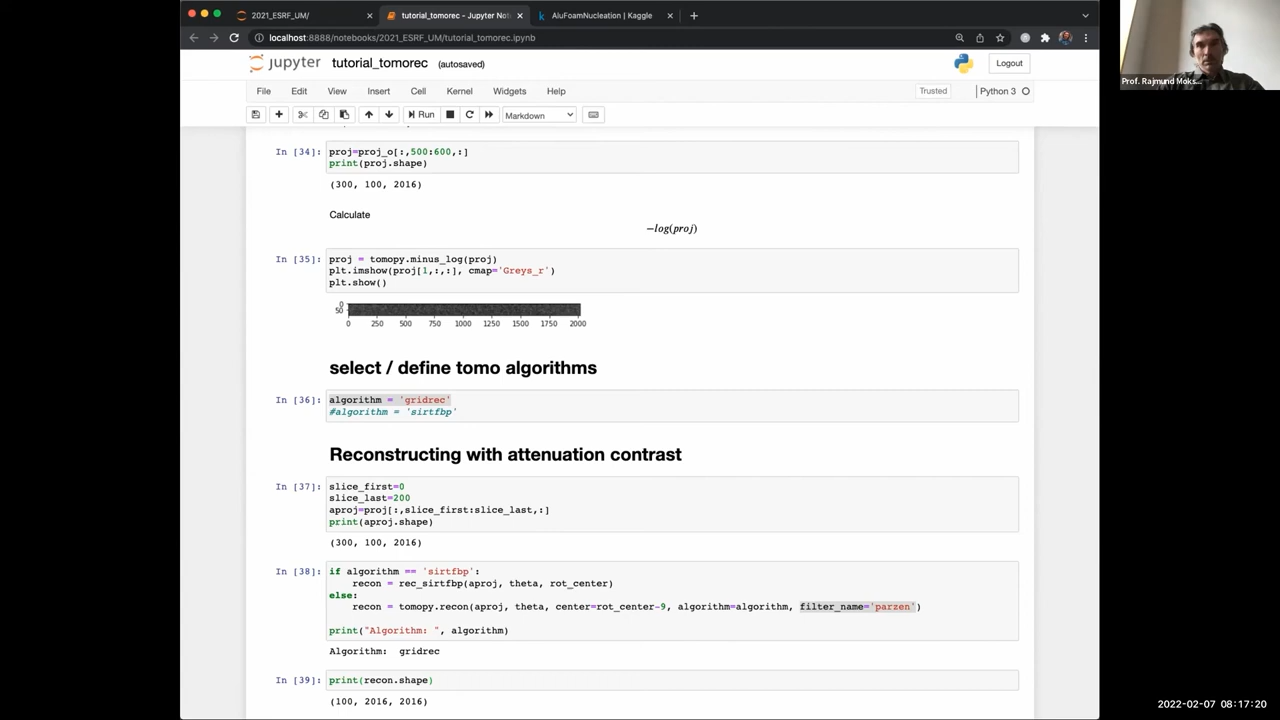 2021_ESRF_UM/
tutorial_tomorec - Jupyter Not
AluFoamNucleation | Kaggle
localhost:8888/notebooks/2021_ESRF_UM/tutorial_tomorec.ipynb
Prof. Rajmund Moks...
jupyter tutorial_tomorec (autosaved)
Logout
File Edit View Insert Cell Kernel Widgets Help
Trusted
Python 3
Run
Markdown
In [34]: proj=proj_o[:,500:600,:]
print(proj.shape)
(300, 100, 2016)
Calculate
−log(proj)
In [35]: proj = tomopy.minus_log(proj)
plt.imshow(proj[1,:,:], cmap='Greys_r')
plt.show()
0
50
0 250 500 750 1000 1250 1500 1750 2000
select / define tomo algorithms
In [36]: algorithm = 'gridrec'
#algorithm = 'sirtfbp'
Reconstructing with attenuation contrast
In [37]: slice_first=0
slice_last=200
aproj=proj[:,slice_first:slice_last,:]
print(aproj.shape)
(300, 100, 2016)
In [38]: if algorithm == 'sirtfbp':
recon = rec_sirtfbp(aproj, theta, rot_center)
else:
recon = tomopy.recon(aproj, theta, center=rot_center-9, algorithm=algorithm, filter_name='parzen')
print("Algorithm: ", algorithm)
Algorithm:  gridrec
In [39]: print(recon.shape)
(100, 2016, 2016)
2022-02-07 08:17:20